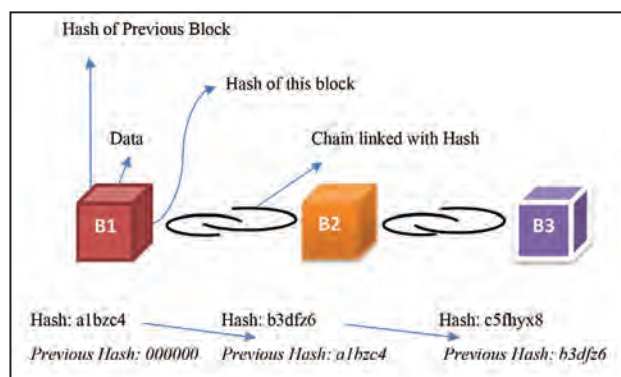 Hash of Previous Block
Hash of this block
Data
Chain linked with Hash
B1
B2
B3
Hash: a1bzc4
Hash: b3dfz6
Hash: c5fhyx8
Previous Hash: 000000
Previous Hash: a1bzc4
Previous Hash: b3dfz6